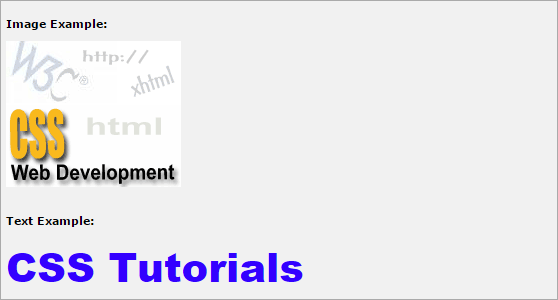 Image Example:
http://
W3C®
xhtml
CSS
html
Web Development
Text Example:
CSS Tutorials